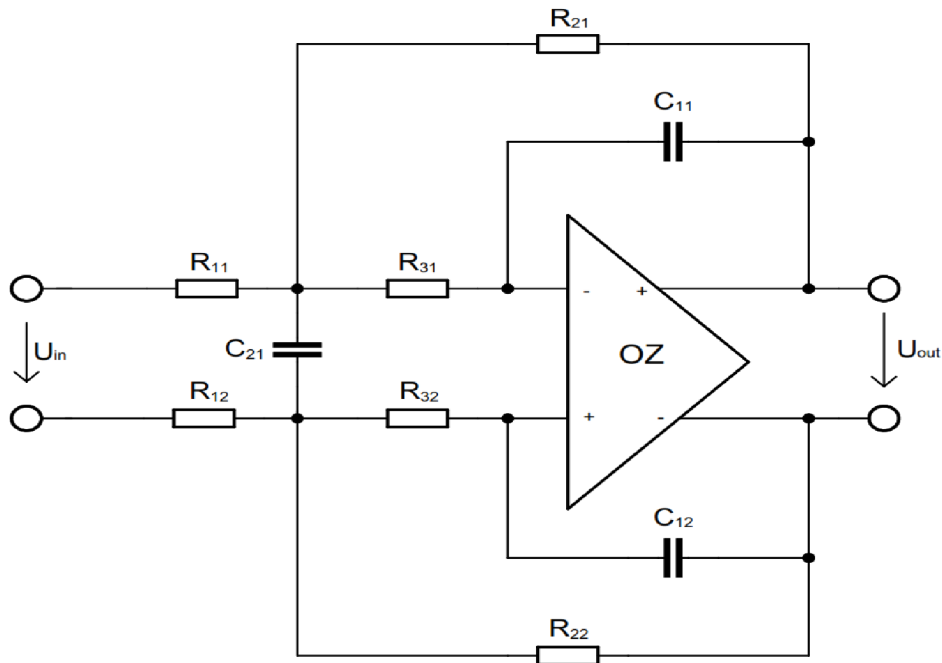 R21
C11
R11
R31
- +
Uin
C21
OZ
Uout
R12
R32
+ -
C12
R22